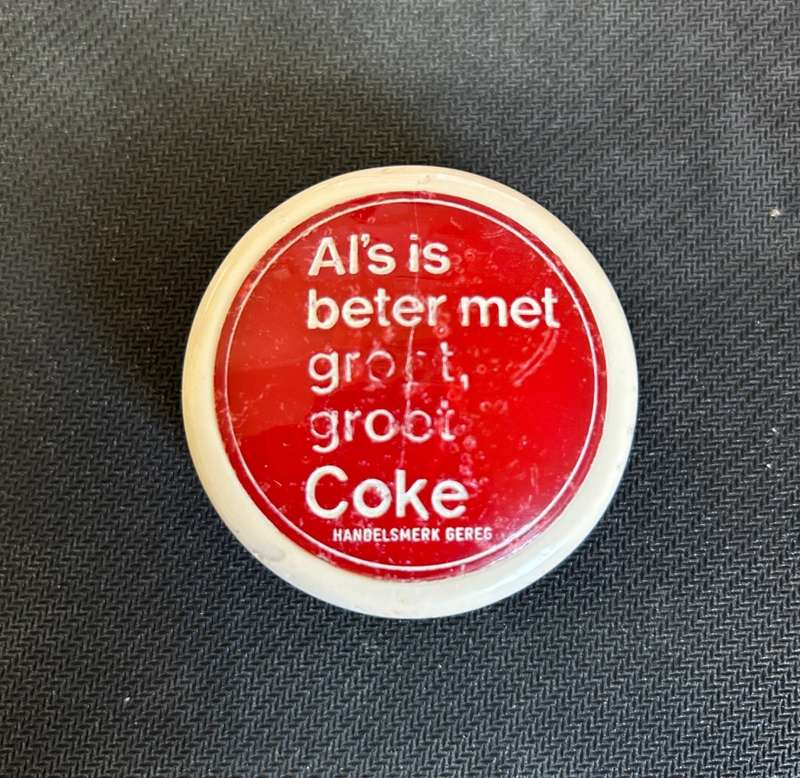 Al's is
beter met
groot,
groot
Coke
HANDELSMERK GEREG